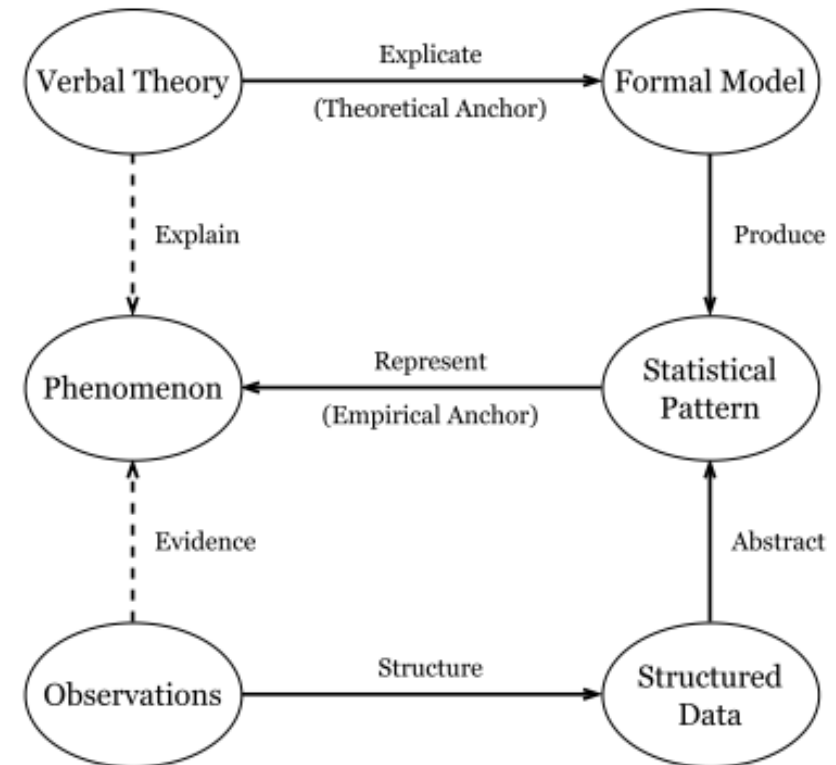 Verbal Theory
Explicate
(Theoretical Anchor)
Formal Model
Explain
Produce
Phenomenon
Represent
(Empirical Anchor)
Statistical
Pattern
Evidence
Abstract
Observations
Structure
Structured
Data